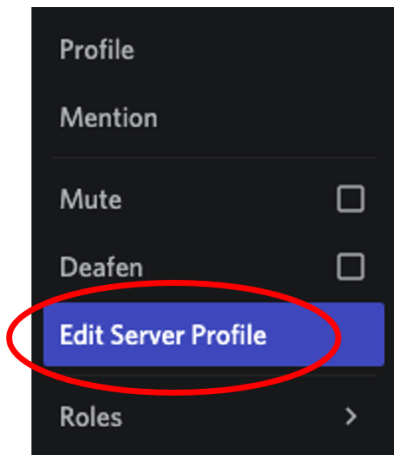 Profile
Mention
Mute
Deafen
Edit Server Profile
Roles